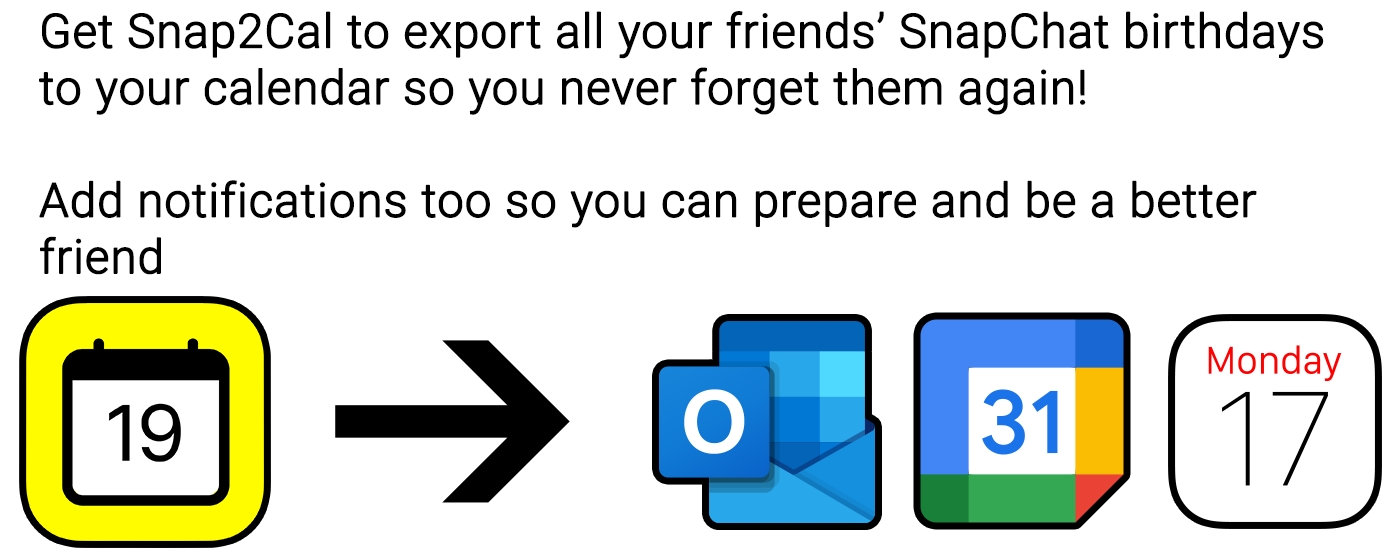 Get Snap2Cal to export all your friends’ SnapChat birthdays
to your calendar so you never forget them again!
Add notifications too so you can prepare and be a better
friend
19
O
31
Monday
17